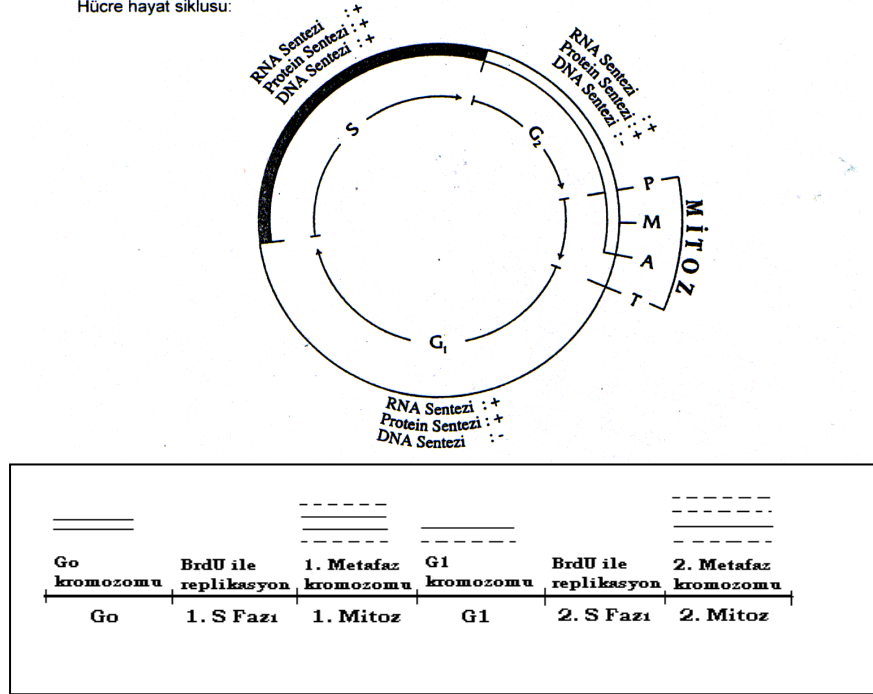 Hücre hayat siklusu:
RNA Sentezi :+
Protein Sentezi :+
DNA Sentezi :+
RNA Sentezi :+
Protein Sentezi :+
DNA Sentezi :-
S
G2
P
M
A
T
MİTOZ
G1
RNA Sentezi :+
Protein Sentezi :+
DNA Sentezi :-
Go
kromozomu
BrdU ile
replikasyon
1. Metafaz
kromozomu
G1
kromozomu
BrdU ile
replikasyon
2. Metafaz
kromozomu
Go
1. S Fazı
1. Mitoz
G1
2. S Fazı
2. Mitoz